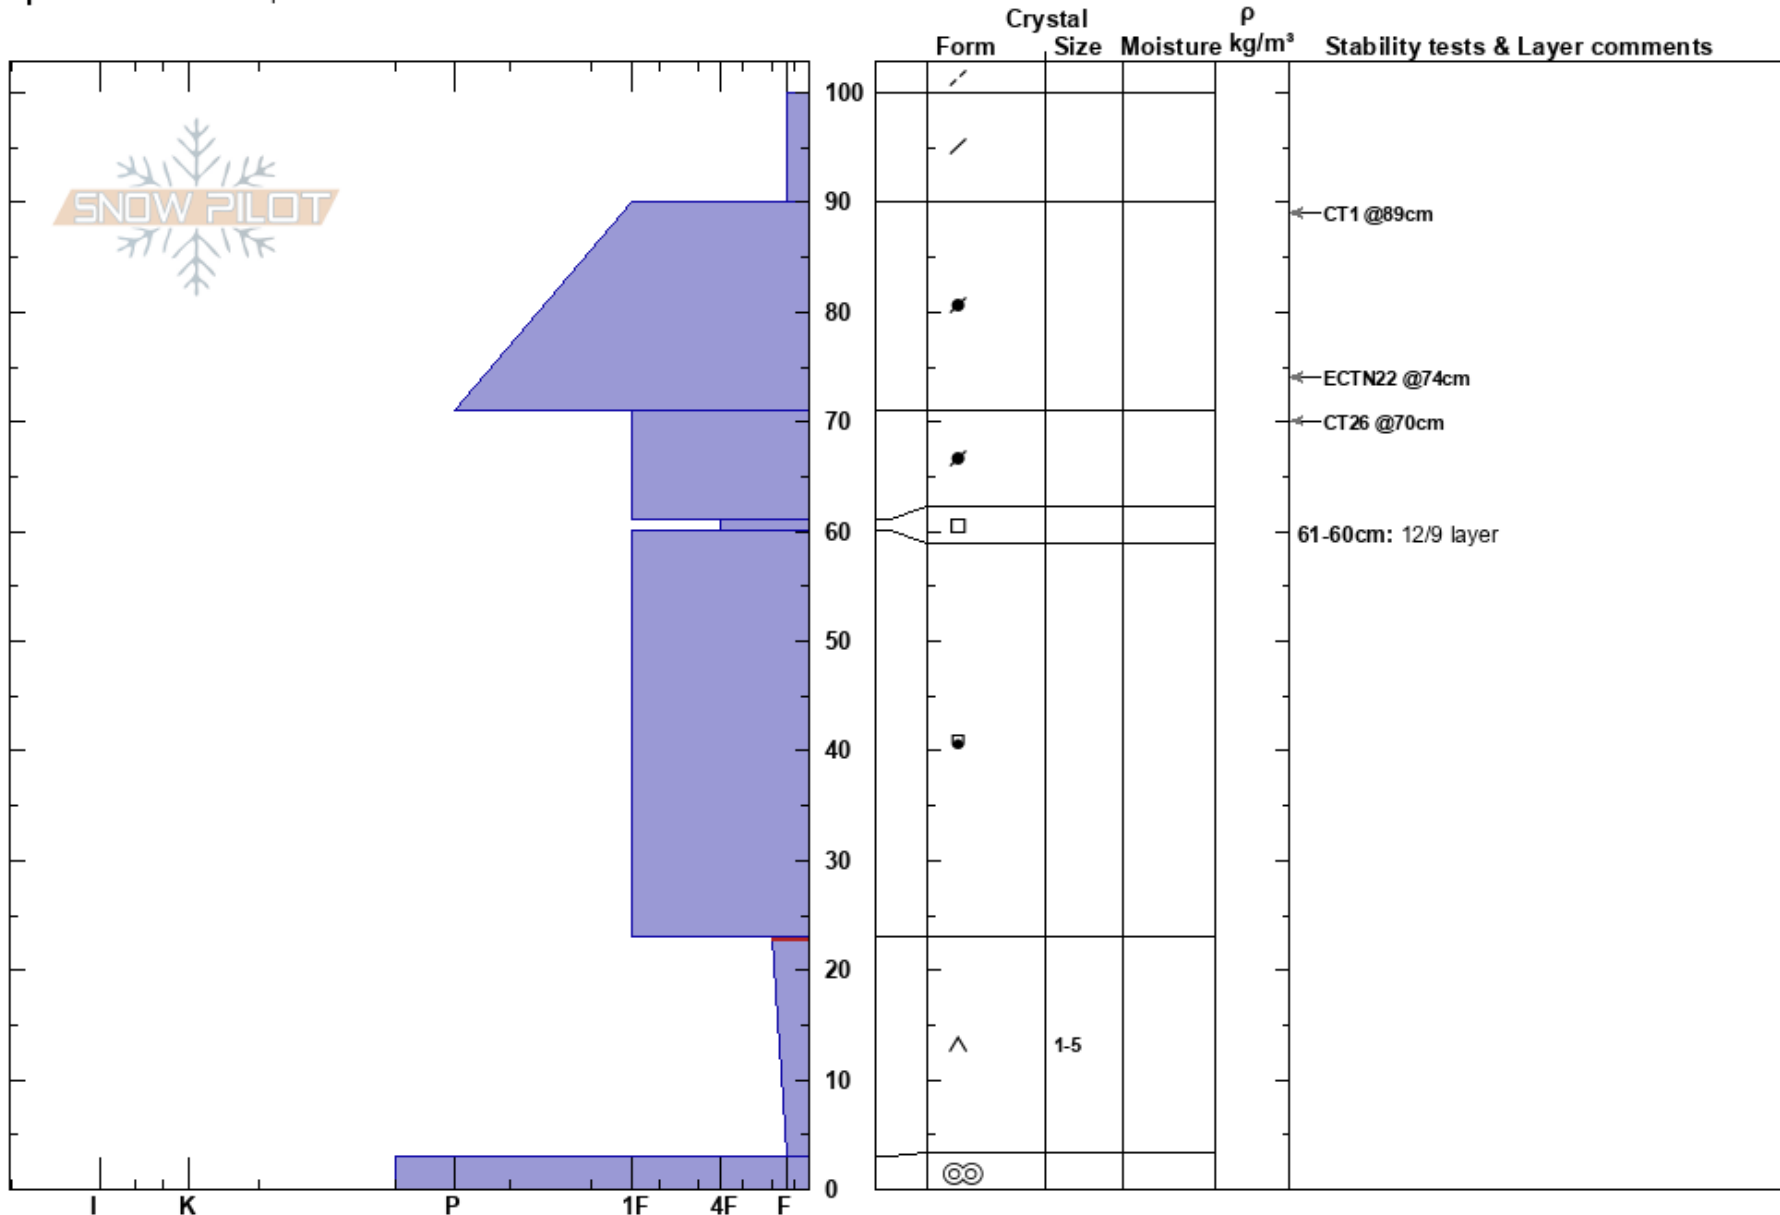 Crystal
ρ
Form Size Moisture kg/m³ Stability tests & Layer comments
SNOW PILOT
100
90
CT1 @89cm
80
ECTN22 @74cm
70
CT26 @70cm
60
61-60cm: 12/9 layer
50
40
30
20
1-5
10
0
I K P 1F 4F F